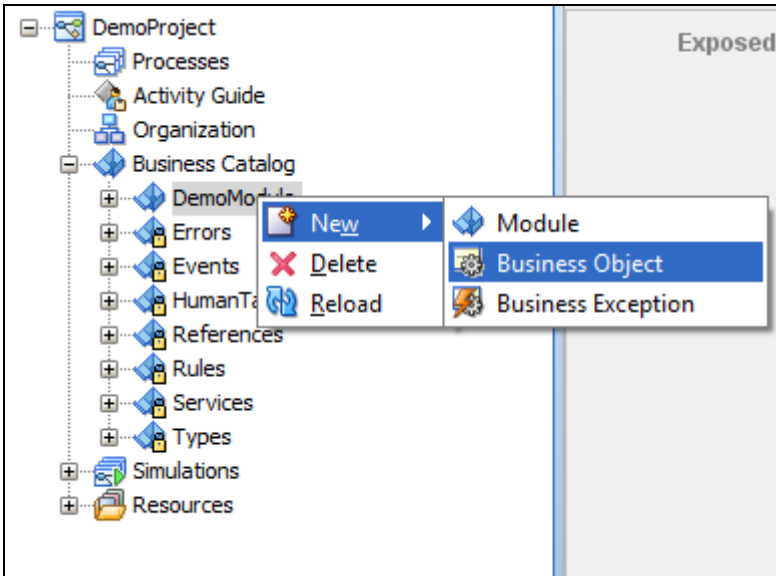 DemoProject
Exposed
Processes
Activity Guide
Organization
Business Catalog
DemoModule
New
Module
Errors
Events
Delete
Business Object
HumanTa
Reload
Business Exception
References
Rules
Services
Types
Simulations
Resources